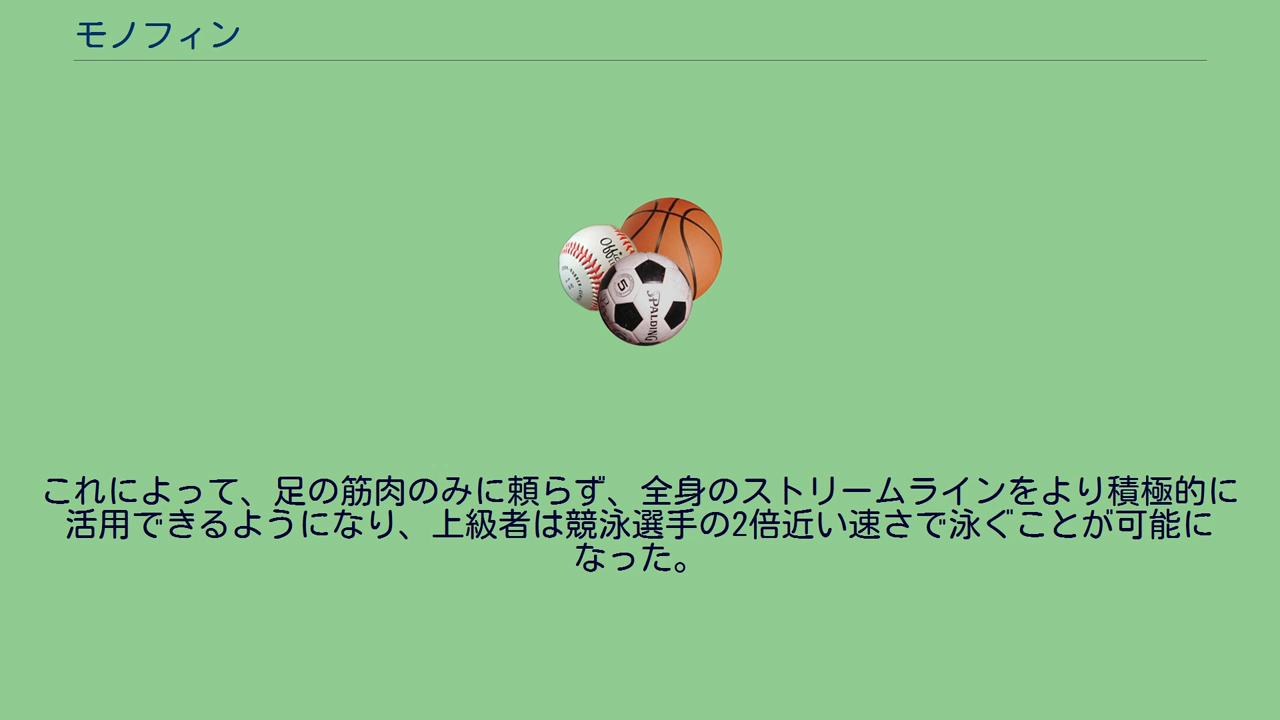 モノフィン
Offic
5
SPALDING
これによって、足の筋肉のみに頼らず、全身のストリームラインをより積極的に
活用できるようになり、上級者は競泳選手の2倍近い速さで泳ぐことが可能に
なった。